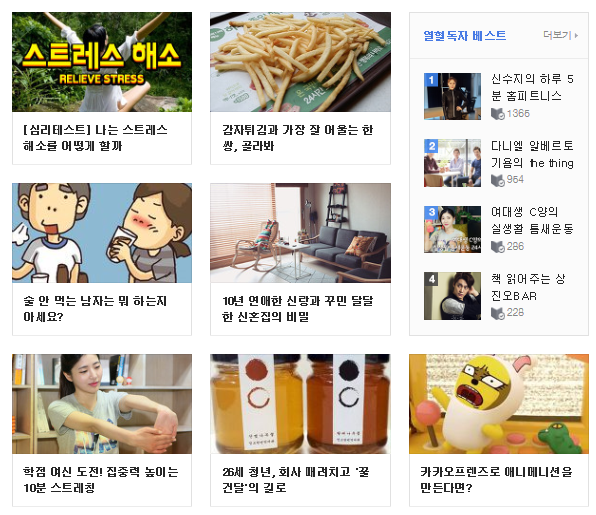 스트레스 해소
RELIEVE STRESS
[심리테스트] 나는 스트레스
해소를 어떻게 할까
24시간
감자튀김과 가장 잘 어울는 한
쌍, 골라봐
열혈독자 베스트
더보기
1
신수지의 하루 5
분 홈피트니스
1365
2
다니엘 알베르토
기욤의 the thing
964
3
여대생 C양의
실생활 틈새운동
286
4
책 읽어주는 상
진오BAR
228
술 안 먹는 남자는 뭐 하는지
아세요?
10년 연애한 신랑과 꾸민 달달
한 신혼집의 비밀
학점 여신 도전! 집중력 높이는
10분 스트레칭
26세 청년, 회사 때려치고 '꿀
건달'의 길로
카카오프렌즈로 애니메이션을
만든다면?